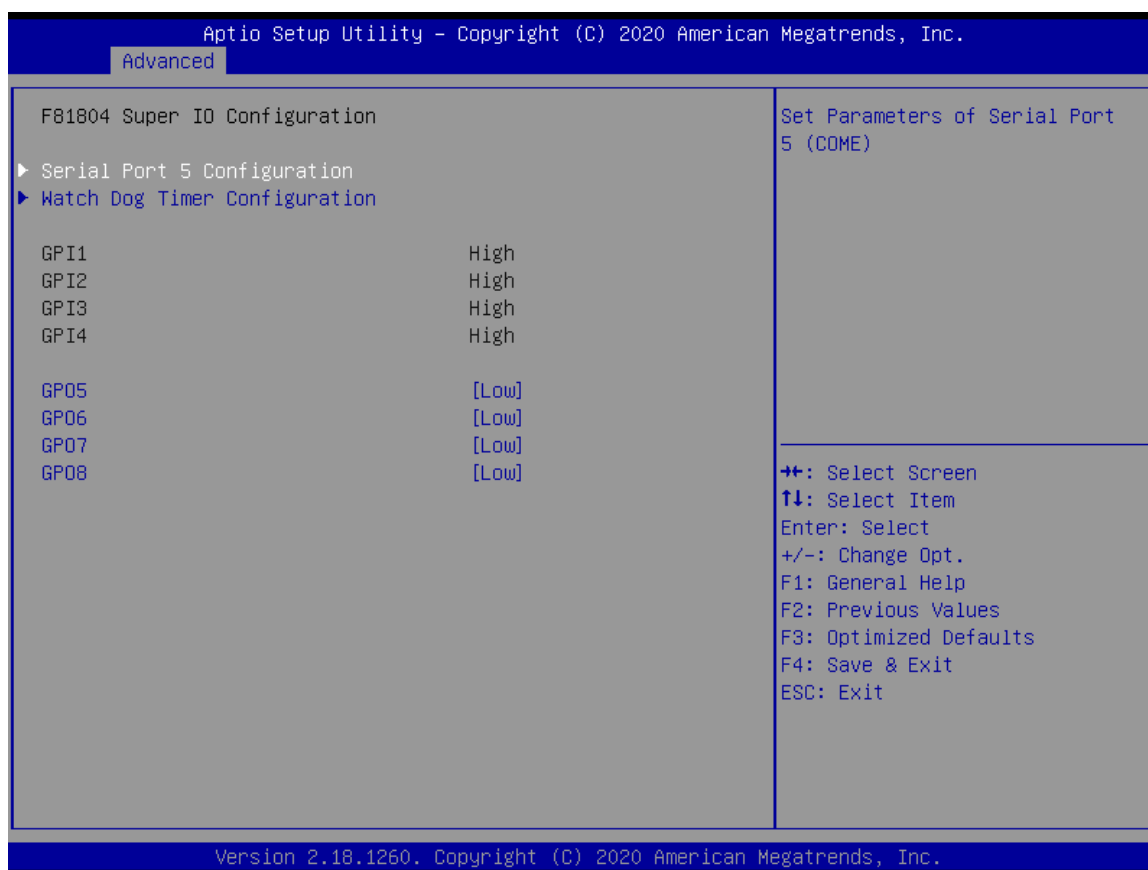 Aptio Setup Utility – Copyright (C) 2020 American Megatrends, Inc.
Advanced
F81804 Super IO Configuration
Serial Port 5 Configuration
Watch Dog Timer Configuration
GPI1 High
GPI2 High
GPI3 High
GPI4 High
GPO5 [Low]
GPO6 [Low]
GPO7 [Low]
GPO8 [Low]
Set Parameters of Serial Port
5 (COME)
→←: Select Screen
↑↓: Select Item
Enter: Select
+/-: Change Opt.
F1: General Help
F2: Previous Values
F3: Optimized Defaults
F4: Save & Exit
ESC: Exit
Version 2.18.1260. Copyright (C) 2020 American Megatrends, Inc.